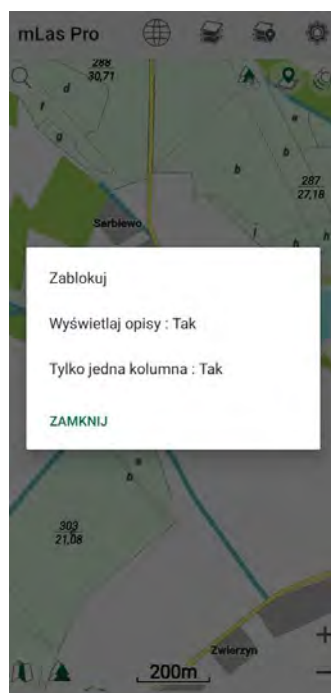 mLas Pro
288
30,71
d
f
g
e
b
b
287
27,18
j
h
h
Serbiewo
Zablokuj
Wyświetlaj opisy : Tak
Tylko jedna kolumna : Tak
ZAMKNIJ
a
b
303
21,08
Zwierzyn
200m